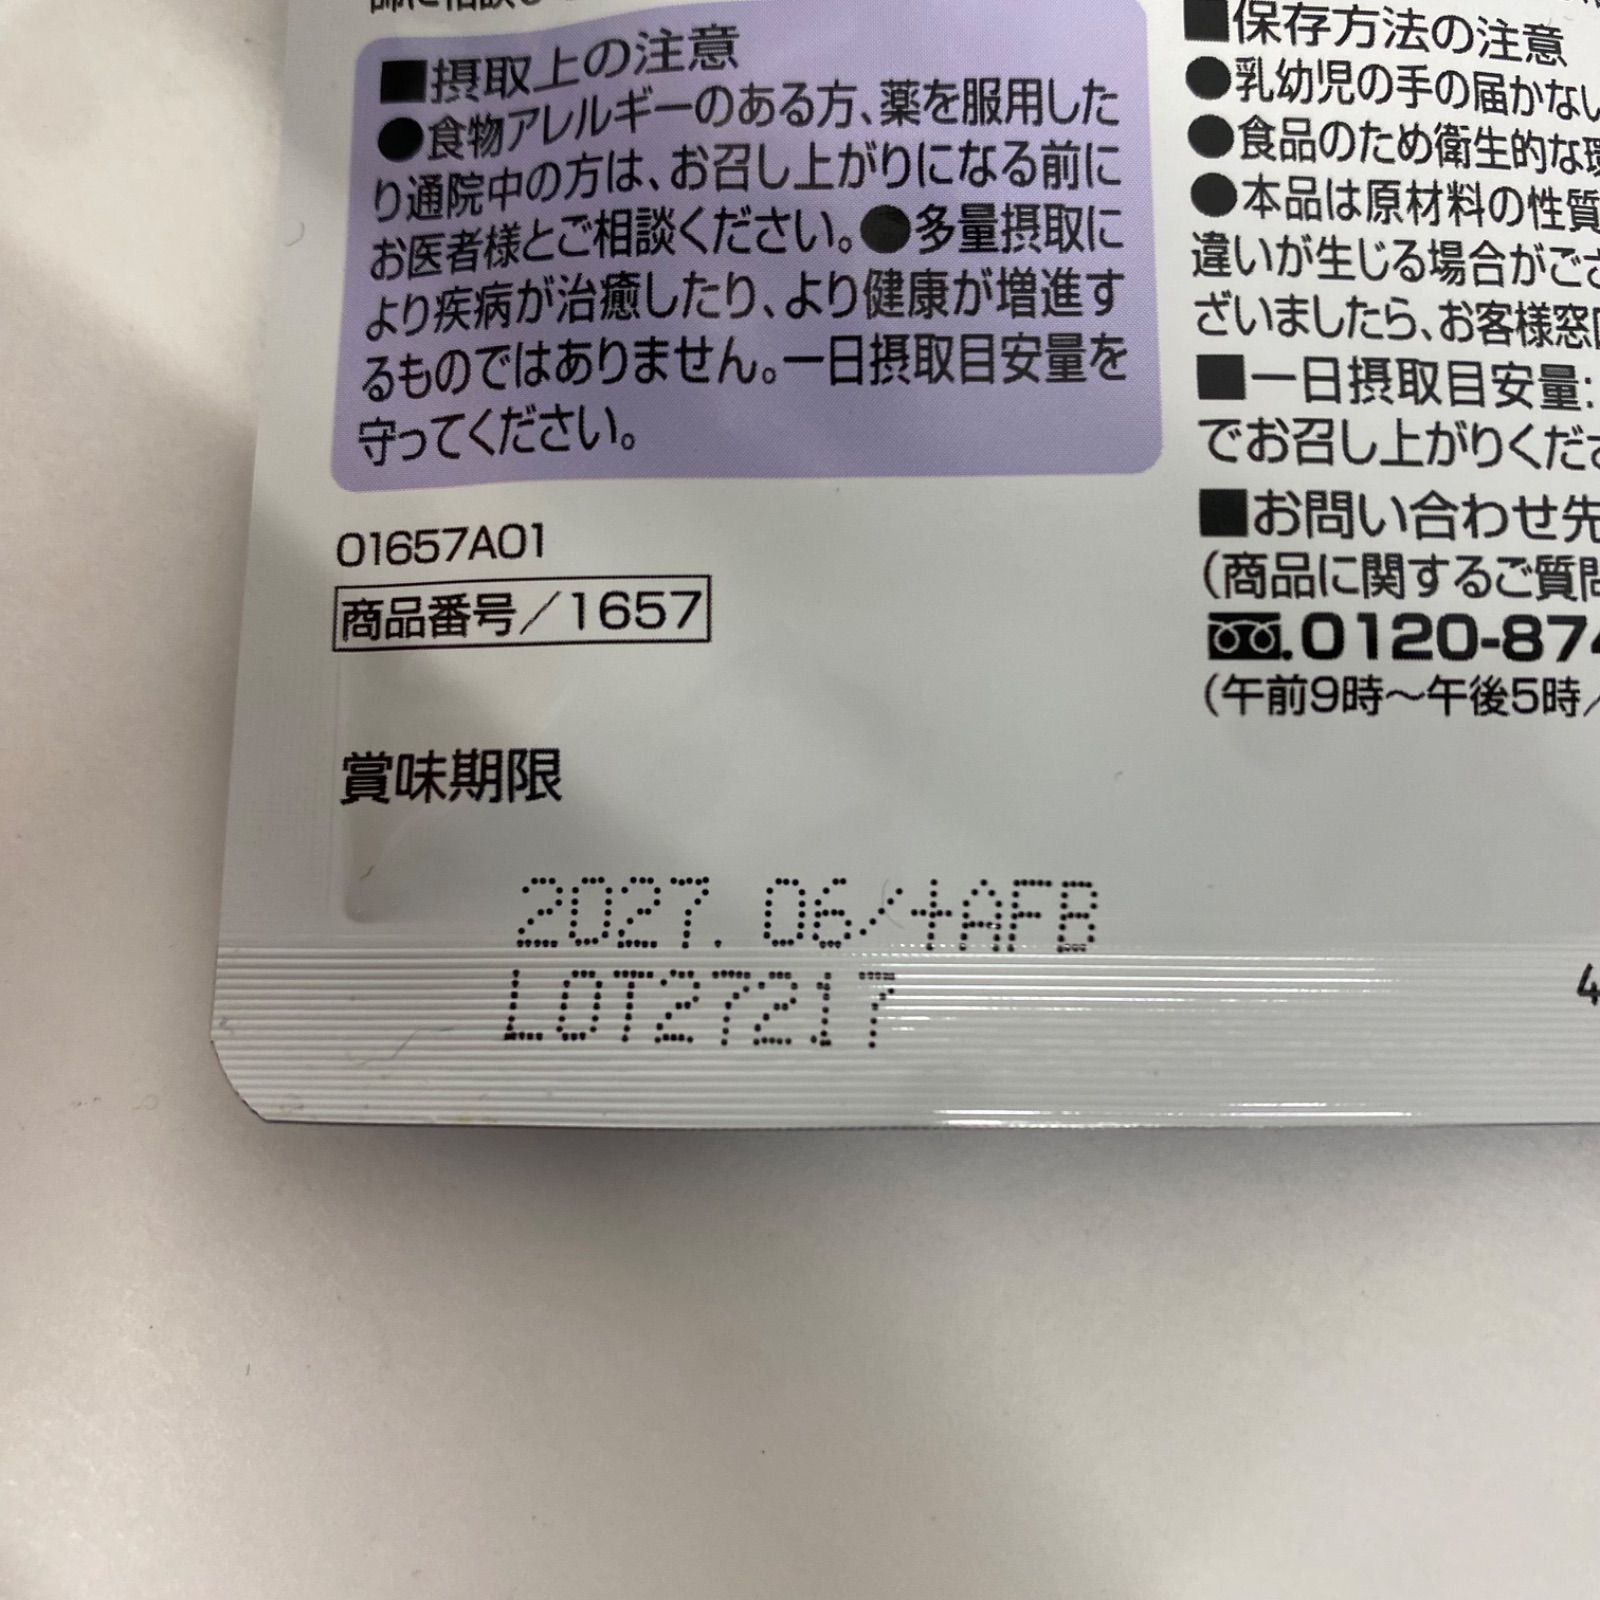 ■摂取上の注意
●食物アレルギーのある方、薬を服用した
り通院中の方は、お召し上がりになる前に
お医者様とご相談ください。●多量摂取に
より疾病が治癒したり、より健康が増進す
るものではありません。一日摂取目安量を
守ってください。
01657A01
商品番号／1657
賞味期限
2027.06/+AFB
LOT27217
■保存方法の注意
●乳幼児の手の届かない
●食品のため衛生的な環
●本品は原材料の性質
違いが生じる場合がござ
ざいましたら、お客様窓
■一日摂取目安量:
でお召し上がりくださ
■お問い合わせ先
(商品に関するご質問
0120-874
(午前9時～午後5時／
4